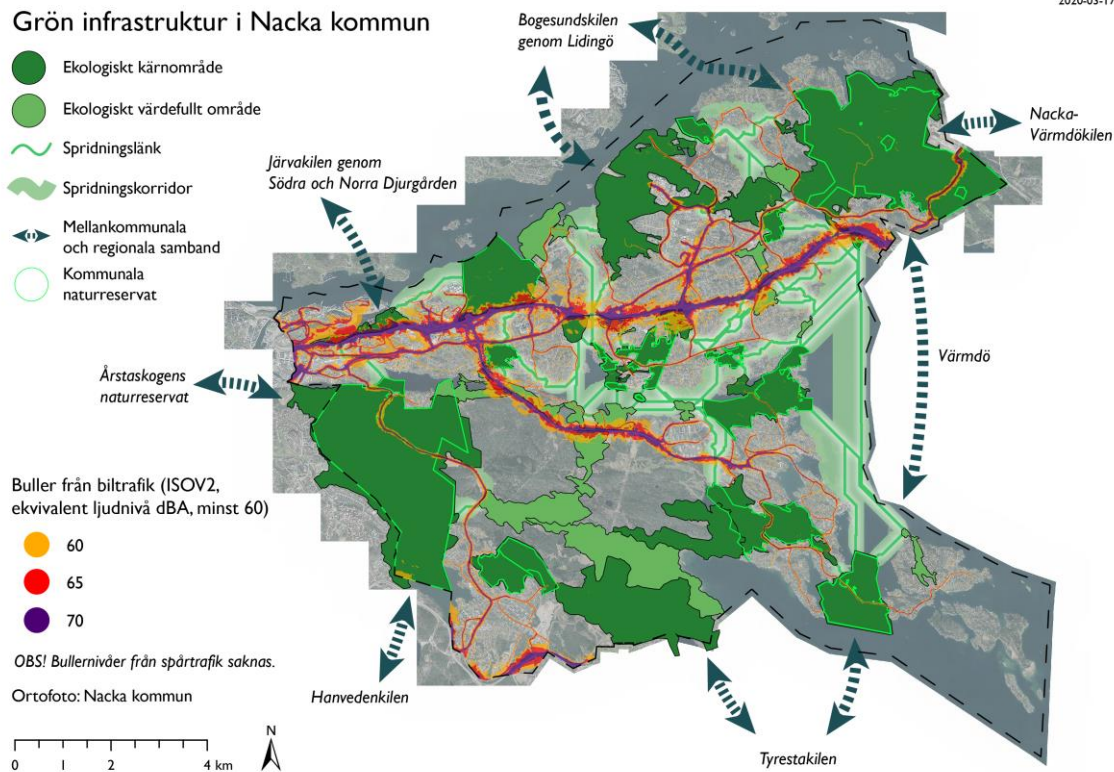 2020-03-17
Grön infrastruktur i Nacka kommun
Ekologiskt kärnområde
Ekologiskt värdefullt område
Spridningslänk
Spridningskorridor
Mellankommunala
och regionala samband
Kommunala
naturreservat
Bogesundskilen
genom Lidingö
Nacka-
Värmdökilen
Järvakilen genom
Södra och Norra Djurgården
Årstaskogens
naturreservat
Värmdö
Buller från biltrafik (ISOV2,
ekvivalent ljudnivå dBA, minst 60)
60
65
70
OBS! Bullernivåer från spårtrafik saknas.
Ortofoto: Nacka kommun
Hanvedenkilen
Tyrestakilen
N
0 1 2 4 km